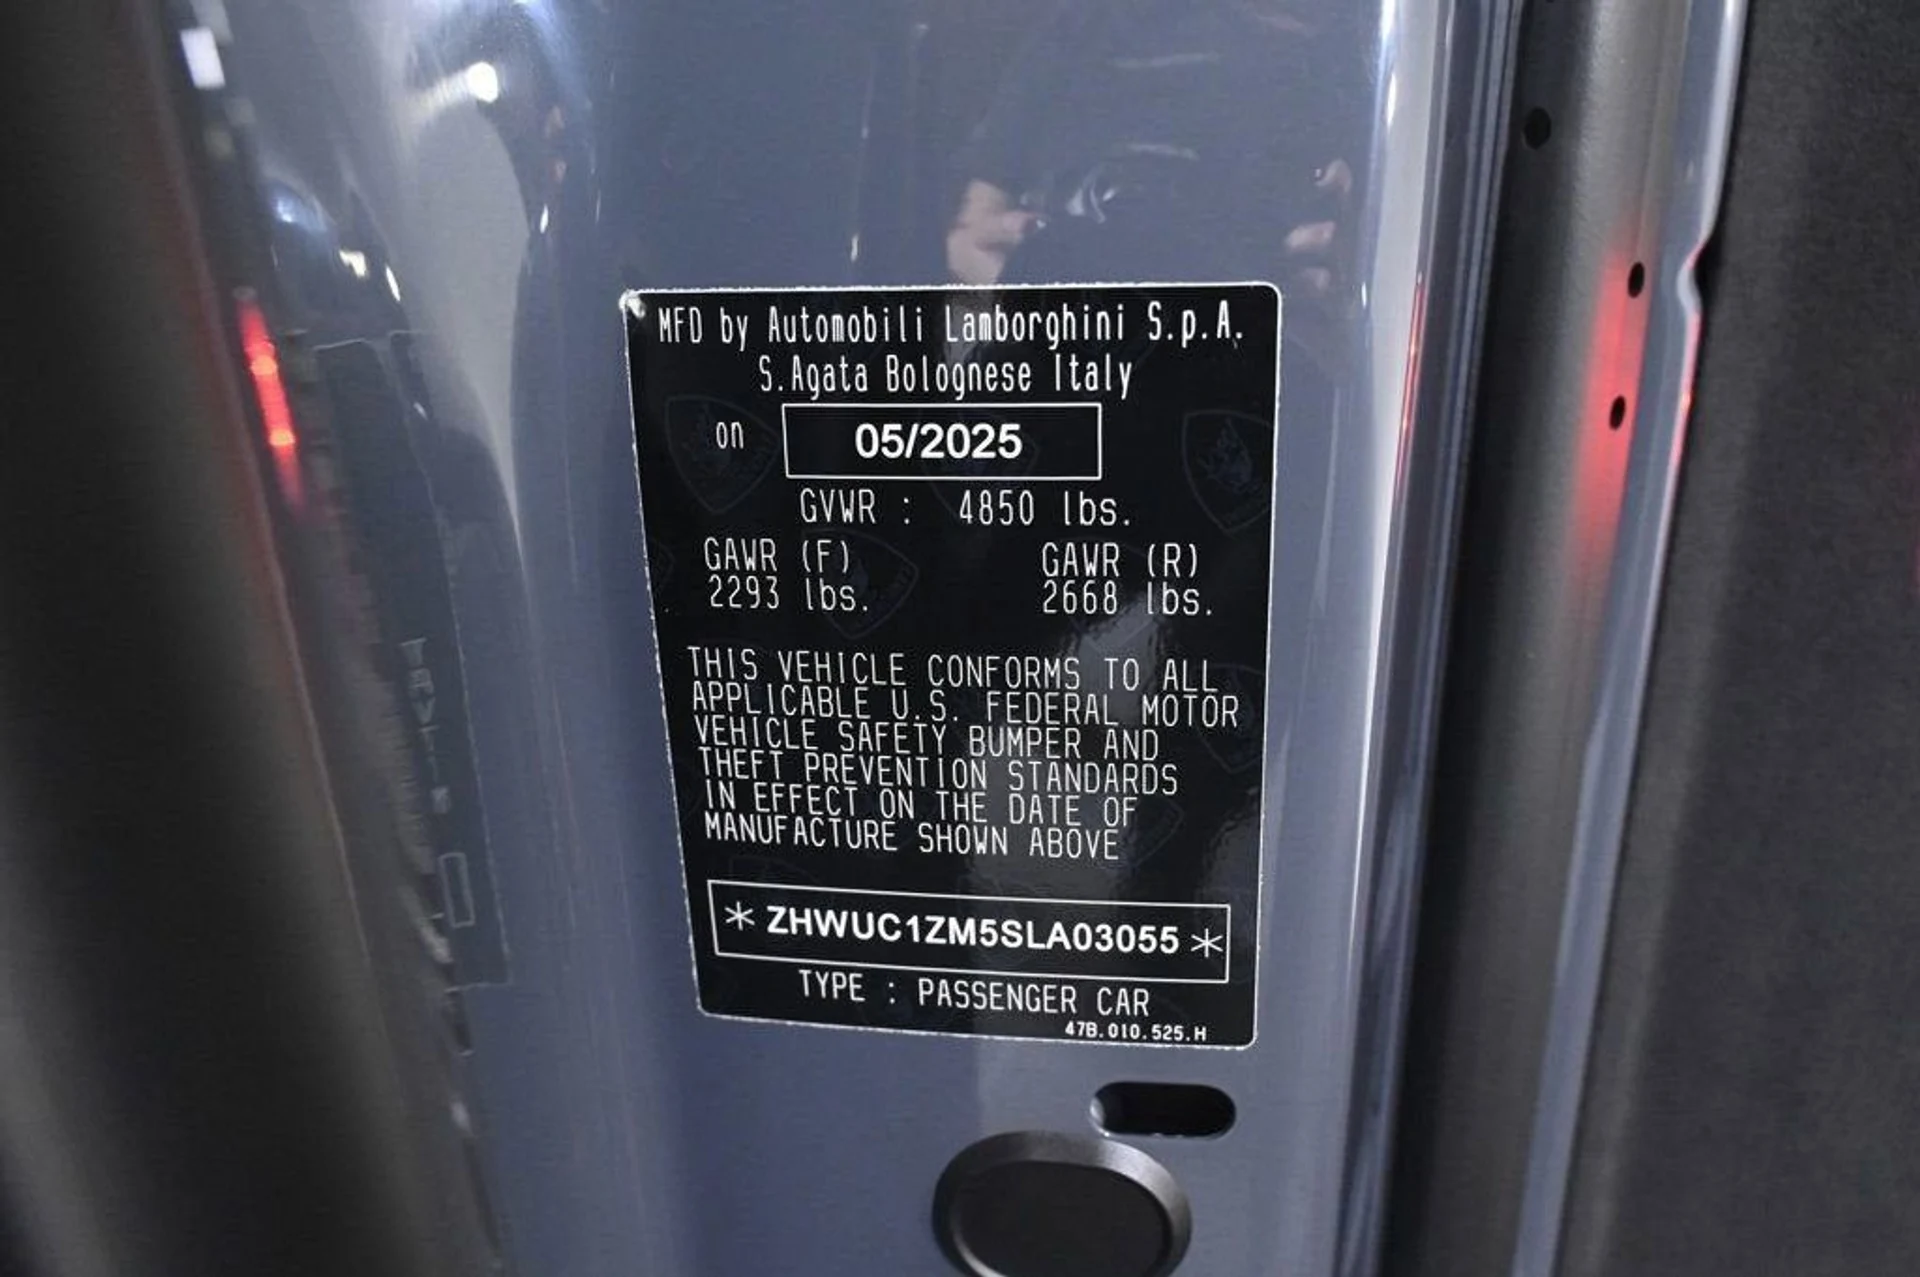 MFD by Automobili Lamborghini S.p.A.
S.Agata Bolognese Italy
on 05/2025
GVWR : 4850 lbs.
GAWR (F) GAWR (R)
2293 lbs. 2668 lbs.
THIS VEHICLE CONFORMS TO ALL
APPLICABLE U.S. FEDERAL MOTOR
VEHICLE SAFETY BUMPER AND
THEFT PREVENTION STANDARDS
IN EFFECT ON THE DATE OF
MANUFACTURE SHOWN ABOVE
* ZHWUC1ZM5SLA03055 *
TYPE : PASSENGER CAR
47B.010.525.H